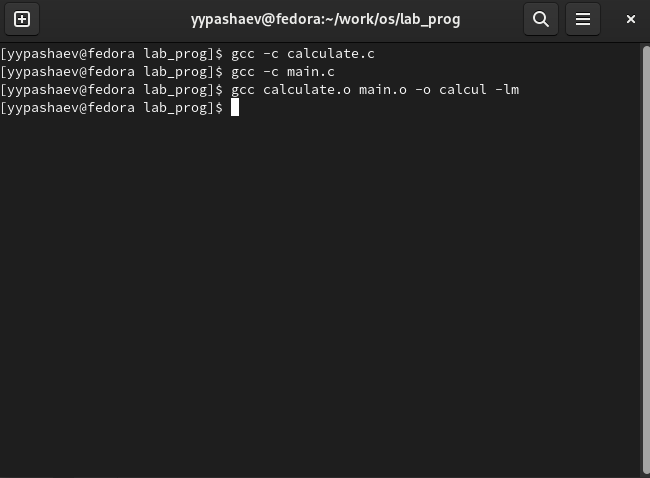 yypashaev@fedora:~/work/os/lab_prog
[yypashaev@fedora lab_prog]$ gcc -c calculate.c
[yypashaev@fedora lab_prog]$ gcc -c main.c
[yypashaev@fedora lab_prog]$ gcc calculate.o main.o -o calcul -lm
[yypashaev@fedora lab_prog]$